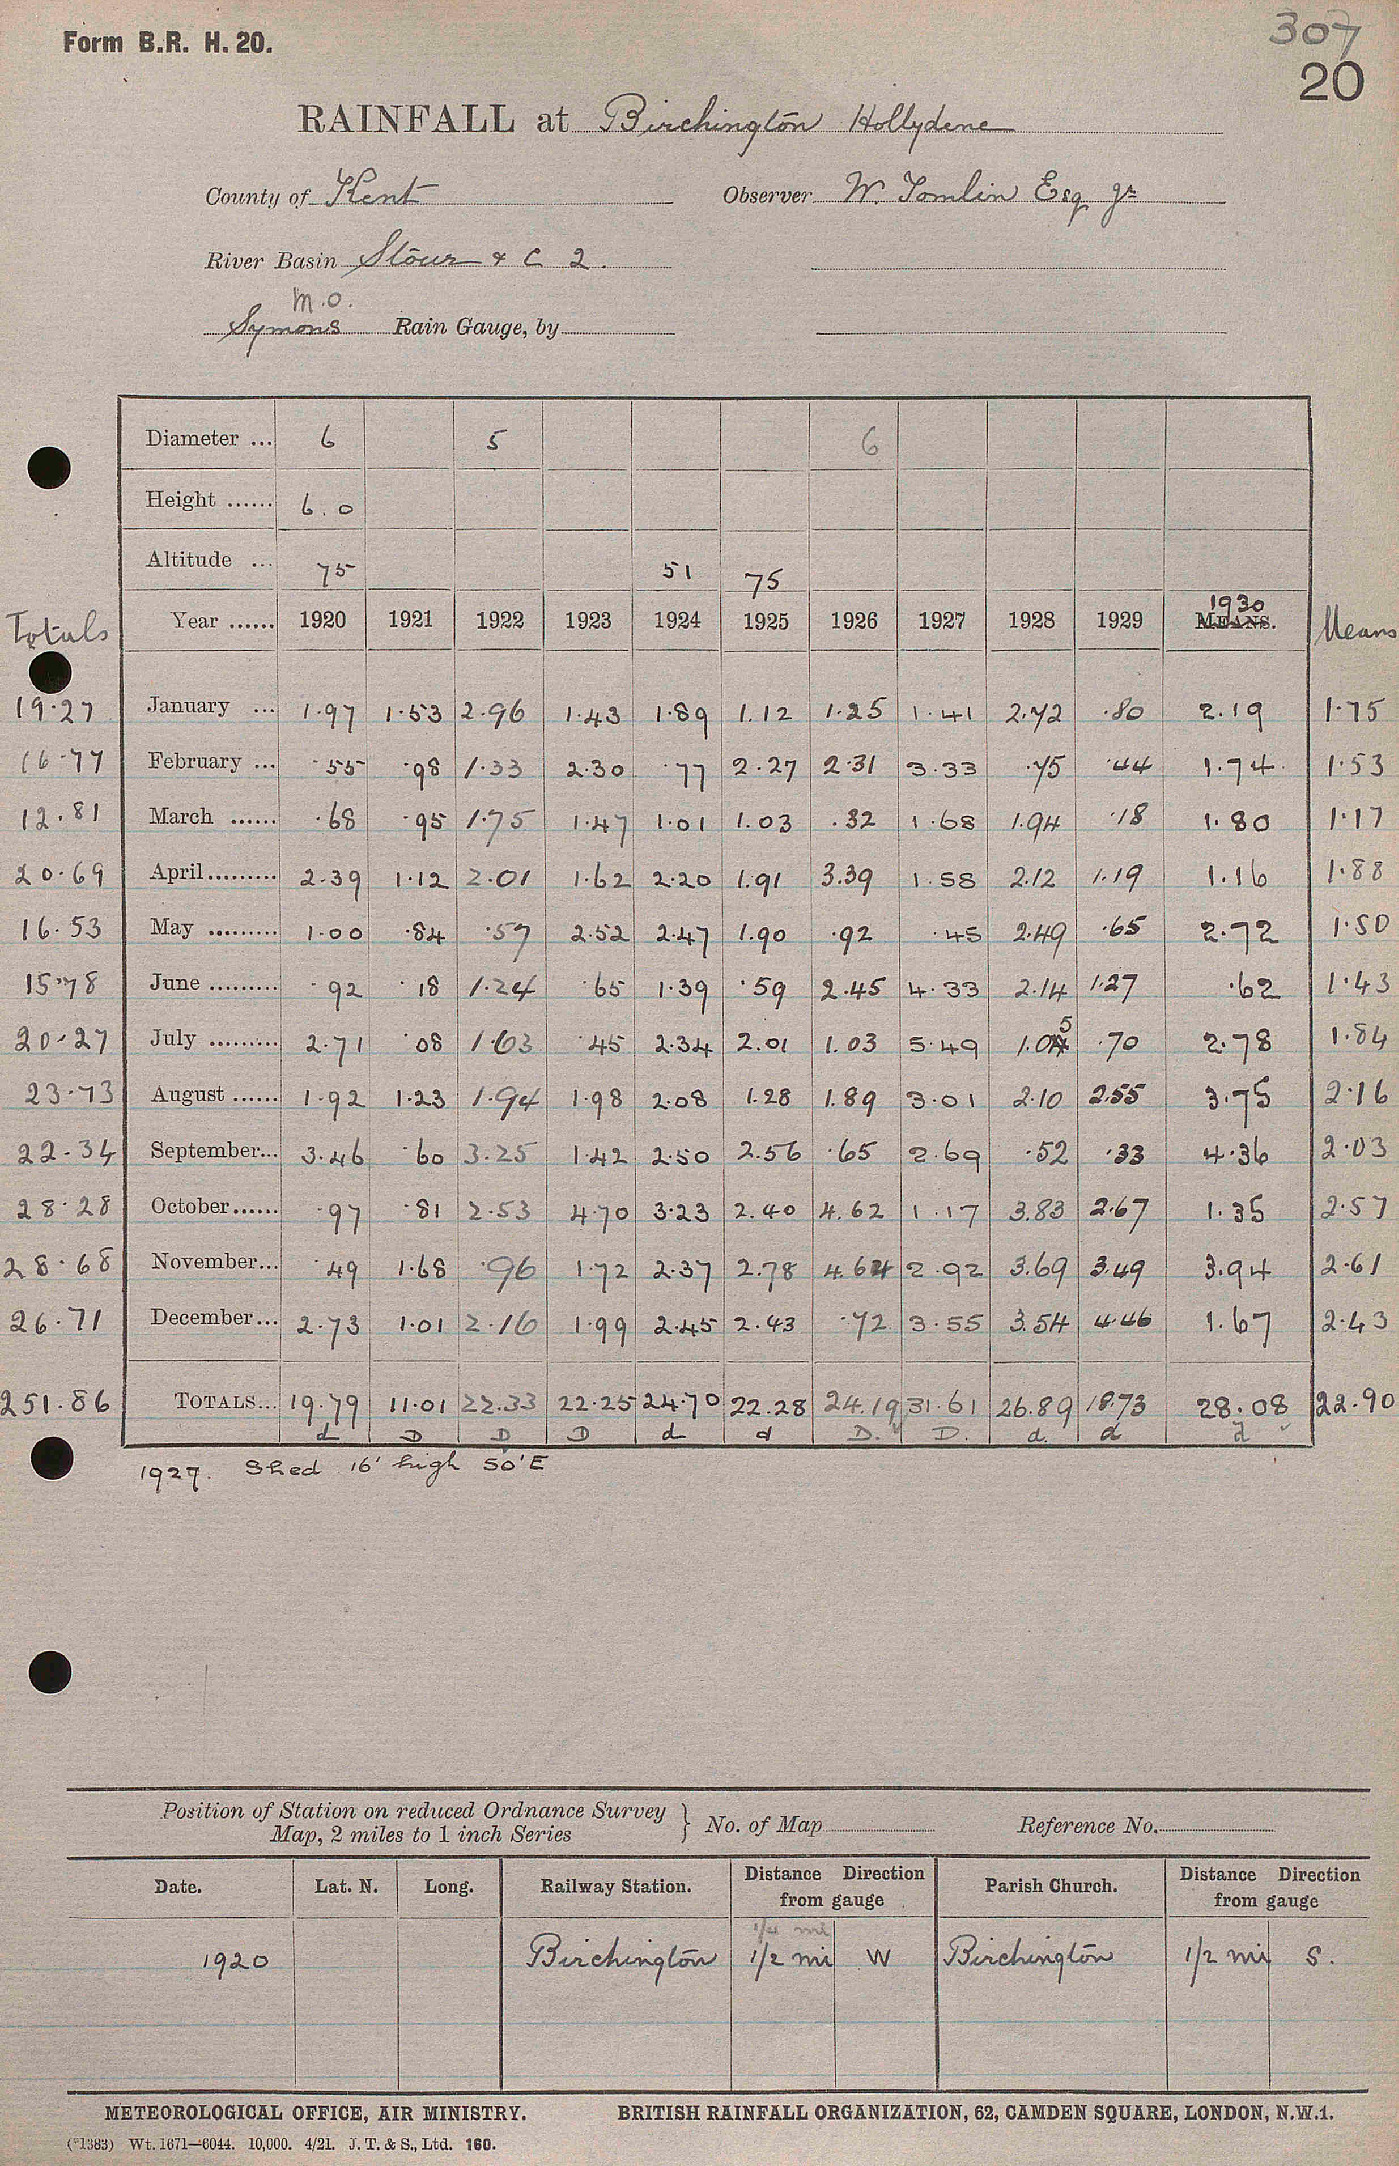 307
Form B.R. H. 20.
20
RAINFALL at Birchington Hollydene
County of Kent Observer W. Tomlin Esq Jr
River Basin Stour & C 2.
M.O.
Symons Rain Gauge, by
Diameter ... 6 5 6
Height ...... 6.0
Altitude ... 75 51 75
Totals Year ...... 1920 1921 1922 1923 1924 1925 1926 1927 1928 1929 1930 MEANS. Means
19.27 January ... 1.97 1.53 2.96 1.43 1.89 1.12 1.25 1.41 2.72 .80 2.19 1.75
16.77 February ... .55 .98 1.33 2.30 .77 2.27 2.31 3.33 .75 .44 1.74 1.53
12.81 March ...... .68 .95 1.75 1.47 1.01 1.03 .32 1.68 1.94 .18 1.80 1.17
20.69 April......... 2.39 1.12 2.01 1.62 2.20 1.91 3.39 1.58 2.12 1.19 1.16 1.88
16.53 May ......... 1.00 .84 .57 2.52 2.47 1.90 .92 .45 2.49 .65 2.72 1.50
15.78 June ......... .92 .18 1.24 .65 1.39 .59 2.45 4.33 2.14 1.27 .62 1.43
20.27 July ......... 2.71 .08 1.63 .45 2.34 2.01 1.03 5.49 1.05 .70 2.78 1.84
23.73 August ...... 1.92 1.23 1.94 1.98 2.08 1.28 1.89 3.01 2.10 2.55 3.75 2.16
22.34 September... 3.46 .60 3.25 1.42 2.50 2.56 .65 2.69 .52 .33 4.36 2.03
28.28 October...... .97 .81 2.53 4.70 3.23 2.40 4.62 1.17 3.83 2.67 1.35 2.57
28.68 November... .49 1.68 .96 1.72 2.37 2.78 4.64 2.92 3.69 3.49 3.94 2.61
26.71 December... 2.73 1.01 2.16 1.99 2.45 2.43 .72 3.55 3.54 4.46 1.67 2.43
251.86 TOTALS... 19.79 11.01 22.33 22.25 24.70 22.28 24.19 31.61 26.89 18.73 28.08 22.90
d D D D d d D. D. d. d d
1927. Shed 16' high 50' E
Position of Station on reduced Ordnance Survey
Map, 2 miles to 1 inch Series } No. of Map Reference No.
Date. Lat. N. Long. Railway Station. Distance Direction from gauge Parish Church. Distance Direction from gauge
1/4 mi
1920 Birchington 1/2 mi W Birchington 1/2 mi S.
METEOROLOGICAL OFFICE, AIR MINISTRY. BRITISH RAINFALL ORGANIZATION, 62, CAMDEN SQUARE, LONDON, N.W.1.
(*1383) Wt. 1671—6044. 10,000. 4/21. J. T. & S., Ltd. 160.